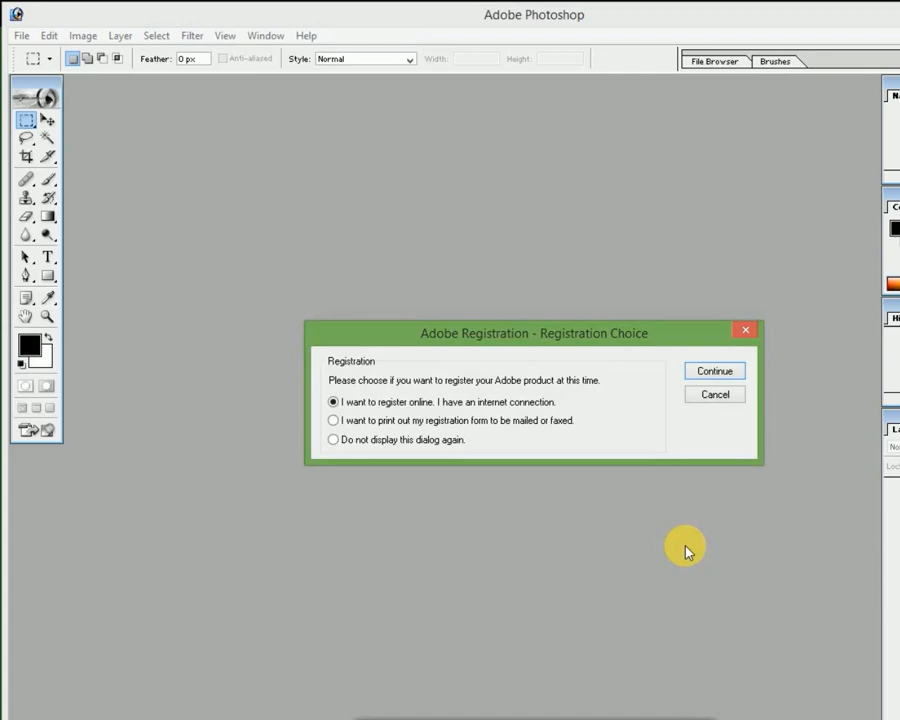 Adobe Photoshop
File Edit Image Layer Select Filter View Window Help
Feather: 0 px Anti-aliased Style: Normal Width: Height: File Browser Brushes
Adobe Registration - Registration Choice
Registration
Please choose if you want to register your Adobe product at this time.
I want to register online. I have an internet connection.
I want to print out my registration form to be mailed or faxed.
Do not display this dialog again.
Continue
Cancel